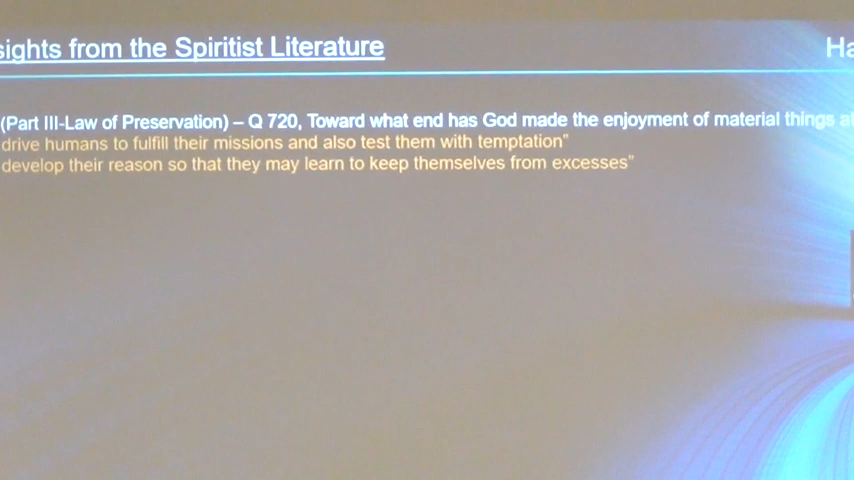 sights from the Spiritist Literature
Ha
(Part III-Law of Preservation) – Q 720, Toward what end has God made the enjoyment of material things
drive humans to fulfill their missions and also test them with temptation”
develop their reason so that they may learn to keep themselves from excesses”